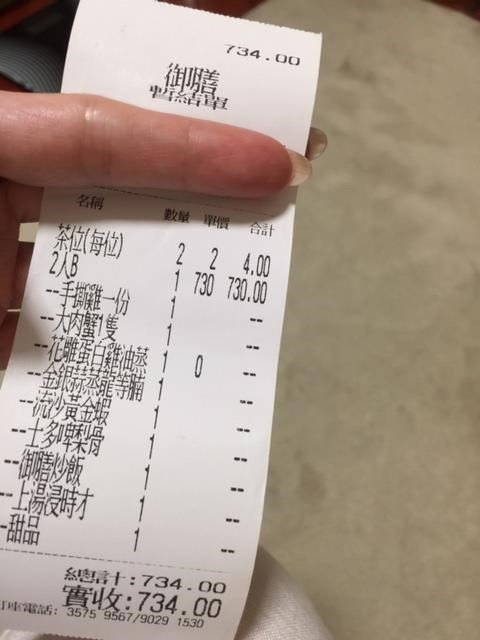 734.00
御膳
暫結單
名稱 數量 單價 合計
茶位(每位) 2 2 4.00
2人B 1 730 730.00
--手撕雞一份 1 --
--大肉蟹1隻 1 --
--花雕蛋白雞油蒸 0 --
--金銀蒜蒸龍等腩 1 --
--流沙黃金蝦 1 --
--士多啤梨骨 1 --
--御膳炒飯 1 --
--上湯浸時才 1 --
-甜品 1 --
總計:734.00
實收:734.00
座電話: 3575 9567/9029 1530